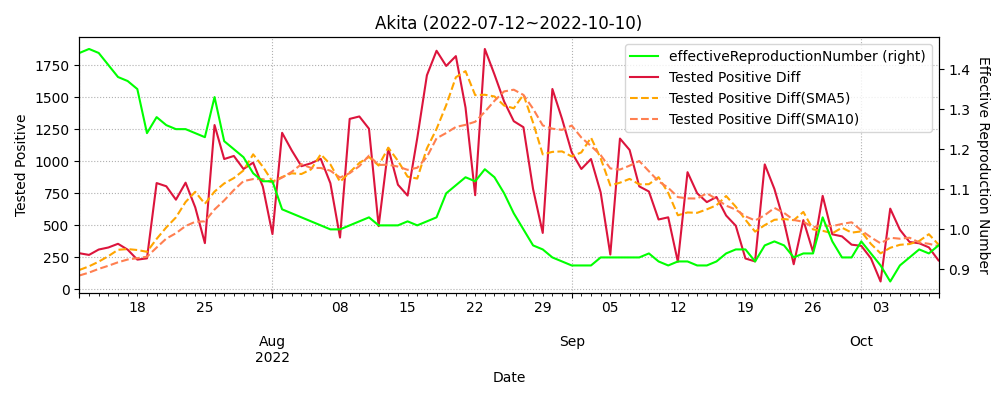 Akita (2022-07-12~2022-10-10)
effectiveReproductionNumber (right)
Tested Positive Diff
Tested Positive Diff(SMA5)
Tested Positive Diff(SMA10)
Tested Positive
1750
1500
1250
1000
750
500
250
0
1.4
1.3
1.2
1.1
1.0
0.9
Effective Reproduction Number
18 25 08 15 22 29 05 12 19 26 03
Aug Sep Oct
2022
Date